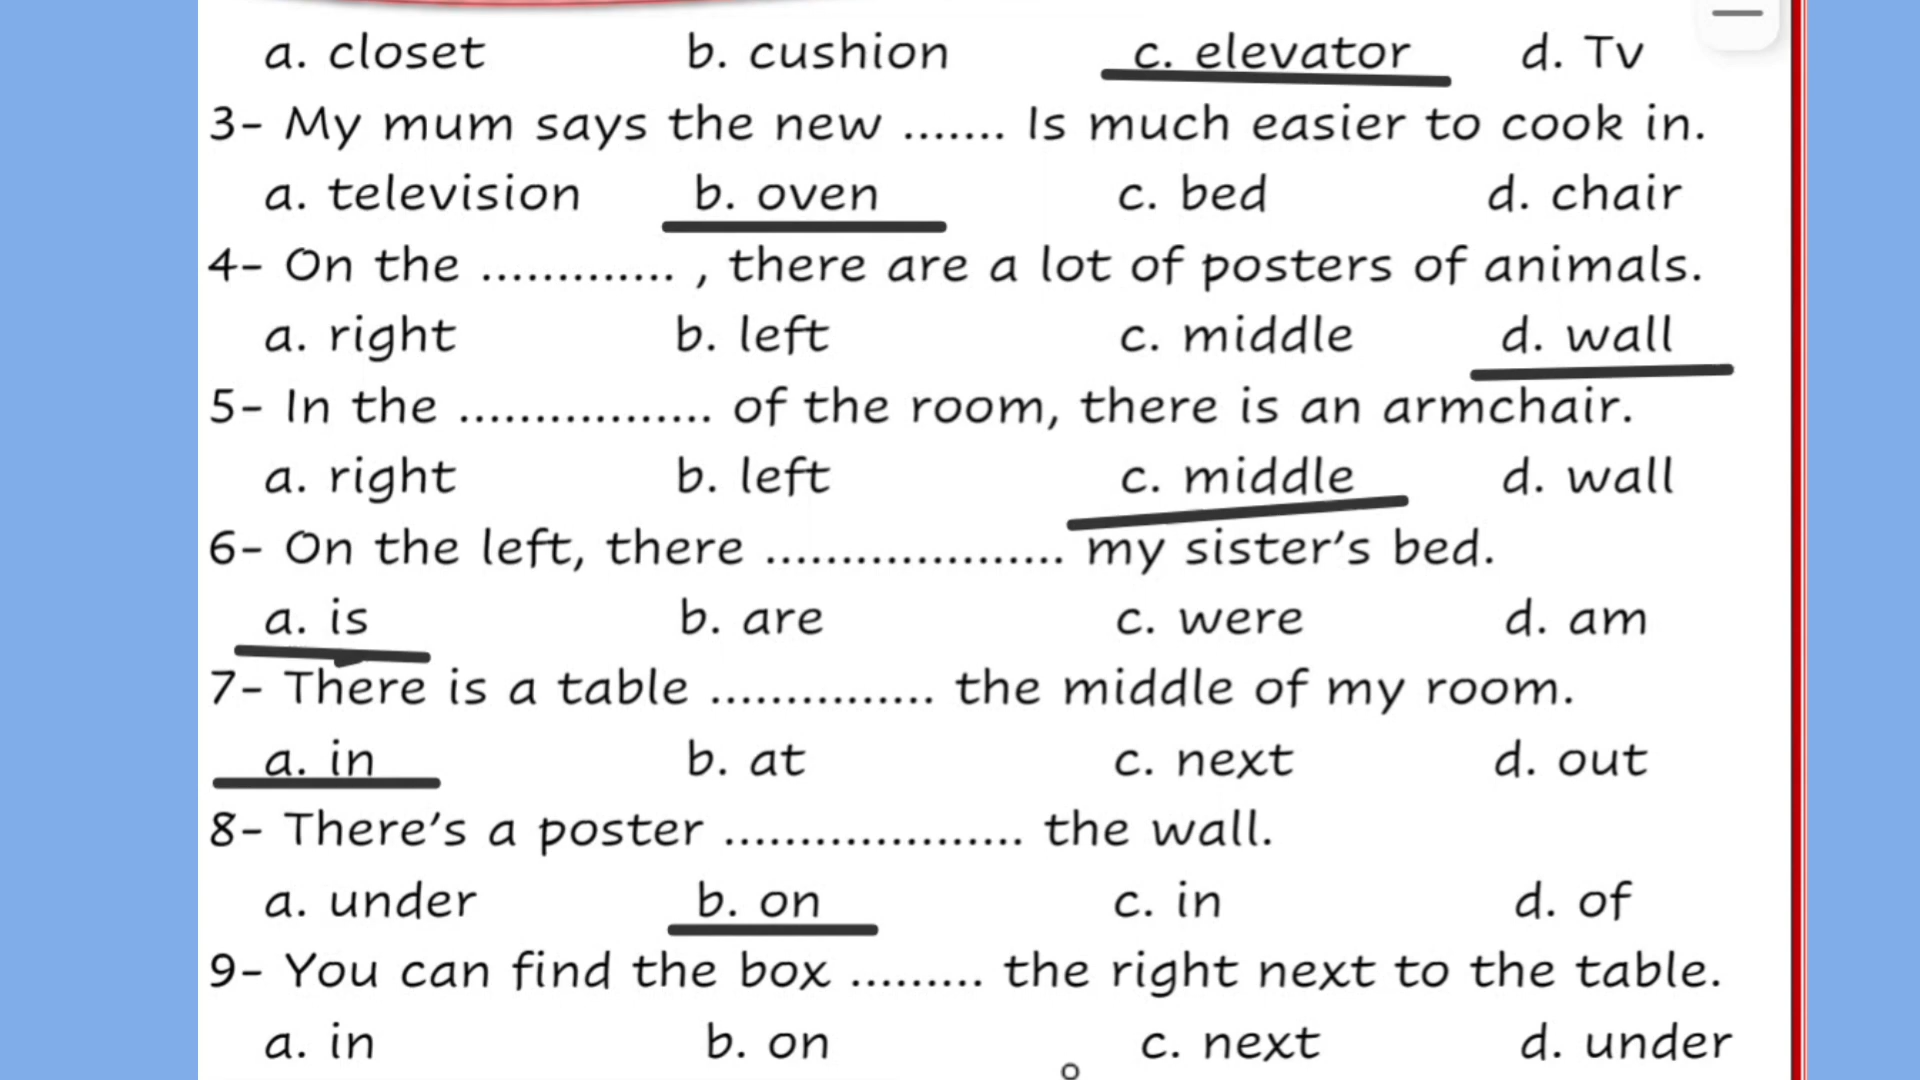 a. closet b. cushion c. elevator d. Tv
3- My mum says the new ....... Is much easier to cook in.
a. television b. oven c. bed d. chair
4- On the ............. , there are a lot of posters of animals.
a. right b. left c. middle d. wall
5- In the ................. of the room, there is an armchair.
a. right b. left c. middle d. wall
6- On the left, there .................... my sister's bed.
a. is b. are c. were d. am
7- There is a table ............... the middle of my room.
a. in b. at c. next d. out
8- There's a poster .................... the wall.
a. under b. on c. in d. of
9- You can find the box ......... the right next to the table.
a. in b. on c. next d. under